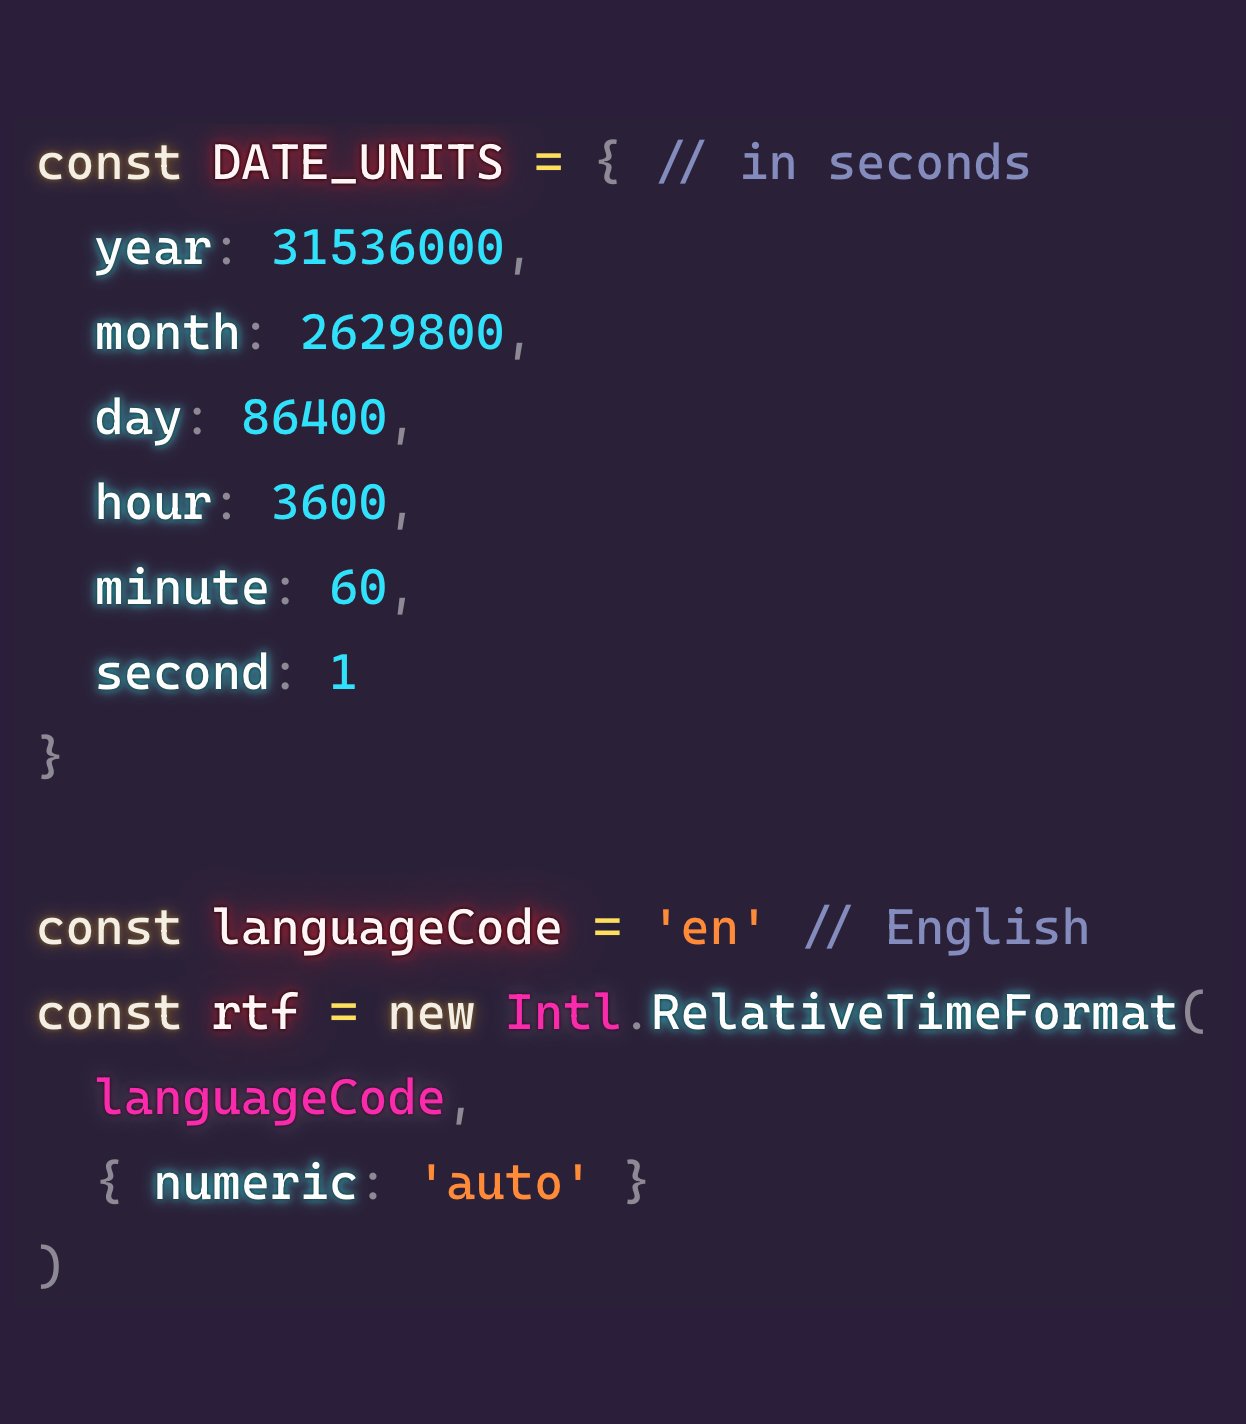 const DATE_UNITS = { // in seconds
  year: 31536000,
  month: 2629800,
  day: 86400,
  hour: 3600,
  minute: 60,
  second: 1
}

const languageCode = 'en' // English
const rtf = new Intl.RelativeTimeFormat(
  languageCode,
  { numeric: 'auto' }
)